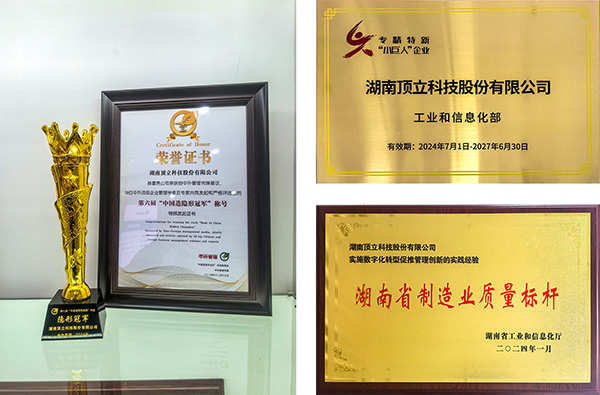 Certificate of Honor
荣誉证书
湖南顶立科技股份有限公司
第六届“中国造隐形冠军”称号
特颁发此证书
隐形冠军
湖南顶立科技股份有限公司
专精特新
“小巨人”企业
湖南顶立科技股份有限公司
工业和信息化部
有效期：2024年7月1日-2027年6月30日
湖南顶立科技股份有限公司
实施数字化转型促推管理创新的实践经验
湖南省制造业质量标杆
湖南省工业和信息化厅
二〇二四年一月